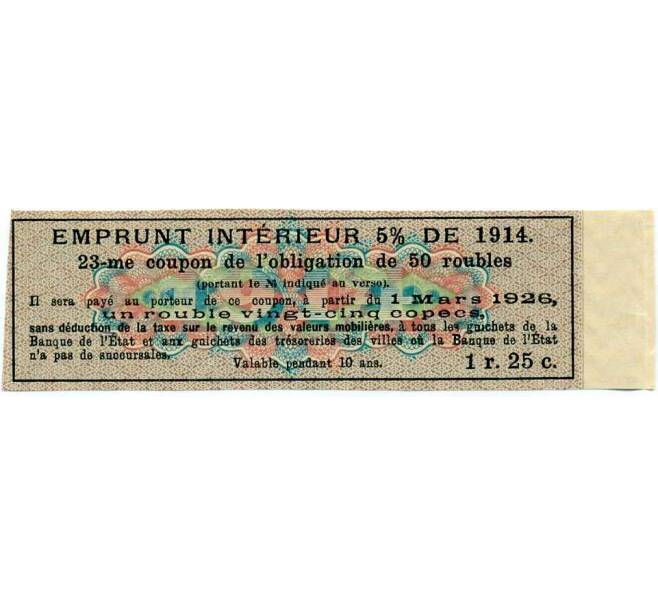 EMPRUNT INTÉRIEUR 5% DE 1914.
23-me coupon de l'obligation de 50 roubles
(portant le № indiqué au verso).
Il sera payé au porteur de ce coupon, à partir du 1 Mars 1926,
un rouble vingt-cinq copecs,
sans déduction de la taxe sur le revenu des valeurs mobilières, à tous les guichets de la
Banque de l'État et aux guichets des trésoreries des villes où la Banque de l'État
n'a pas de succursales.
Valable pendant 10 ans.
1 r. 25 c.